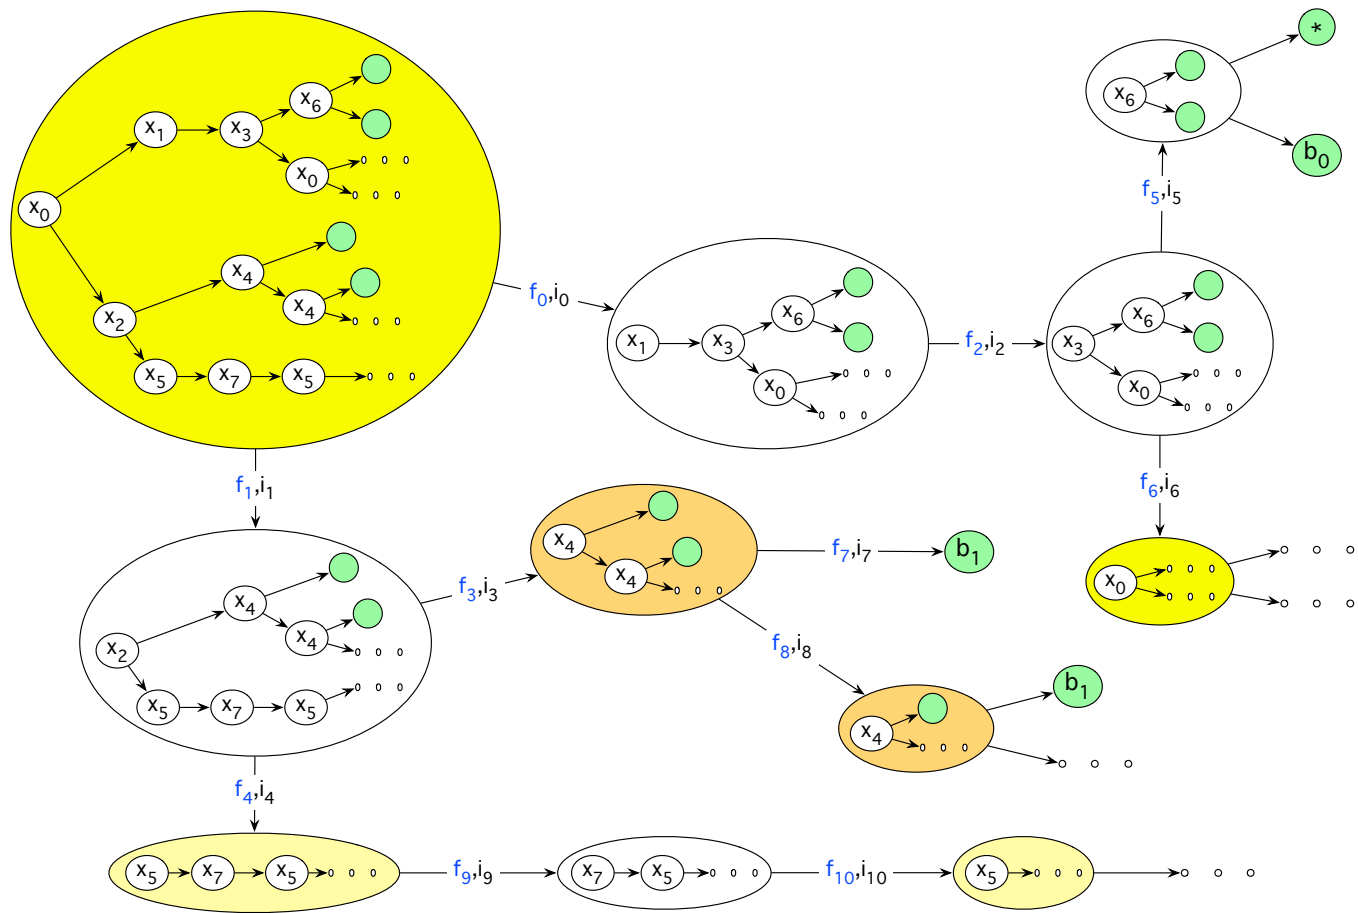 *
x₆
x₆
x₁ x₃
b₀
x₀
f₅,i₅
x₀
x₄
f₀,i₀
x₄
x₂
x₆
x₆
x₁ x₃
f₂,i₂
x₃
x₅ x₇ x₅
x₀
x₀
f₁,i₁
f₆,i₆
x₄
f₇,i₇
b₁
x₄
x₀
f₃,i₃
x₄
x₄
x₂
f₈,i₈
b₁
x₅ x₇ x₅
x₄
f₄,i₄
x₅ x₇ x₅
f₉,i₉
x₇ x₅
f₁₀,i₁₀
x₅